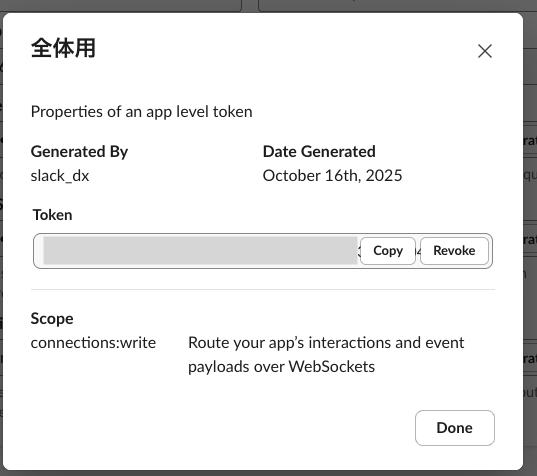 全体用
Properties of an app level token
Generated By
Date Generated
slack_dx
October 16th, 2025
Token
Copy
Revoke
Scope
connections:write
Route your app's interactions and event
payloads over WebSockets
Done